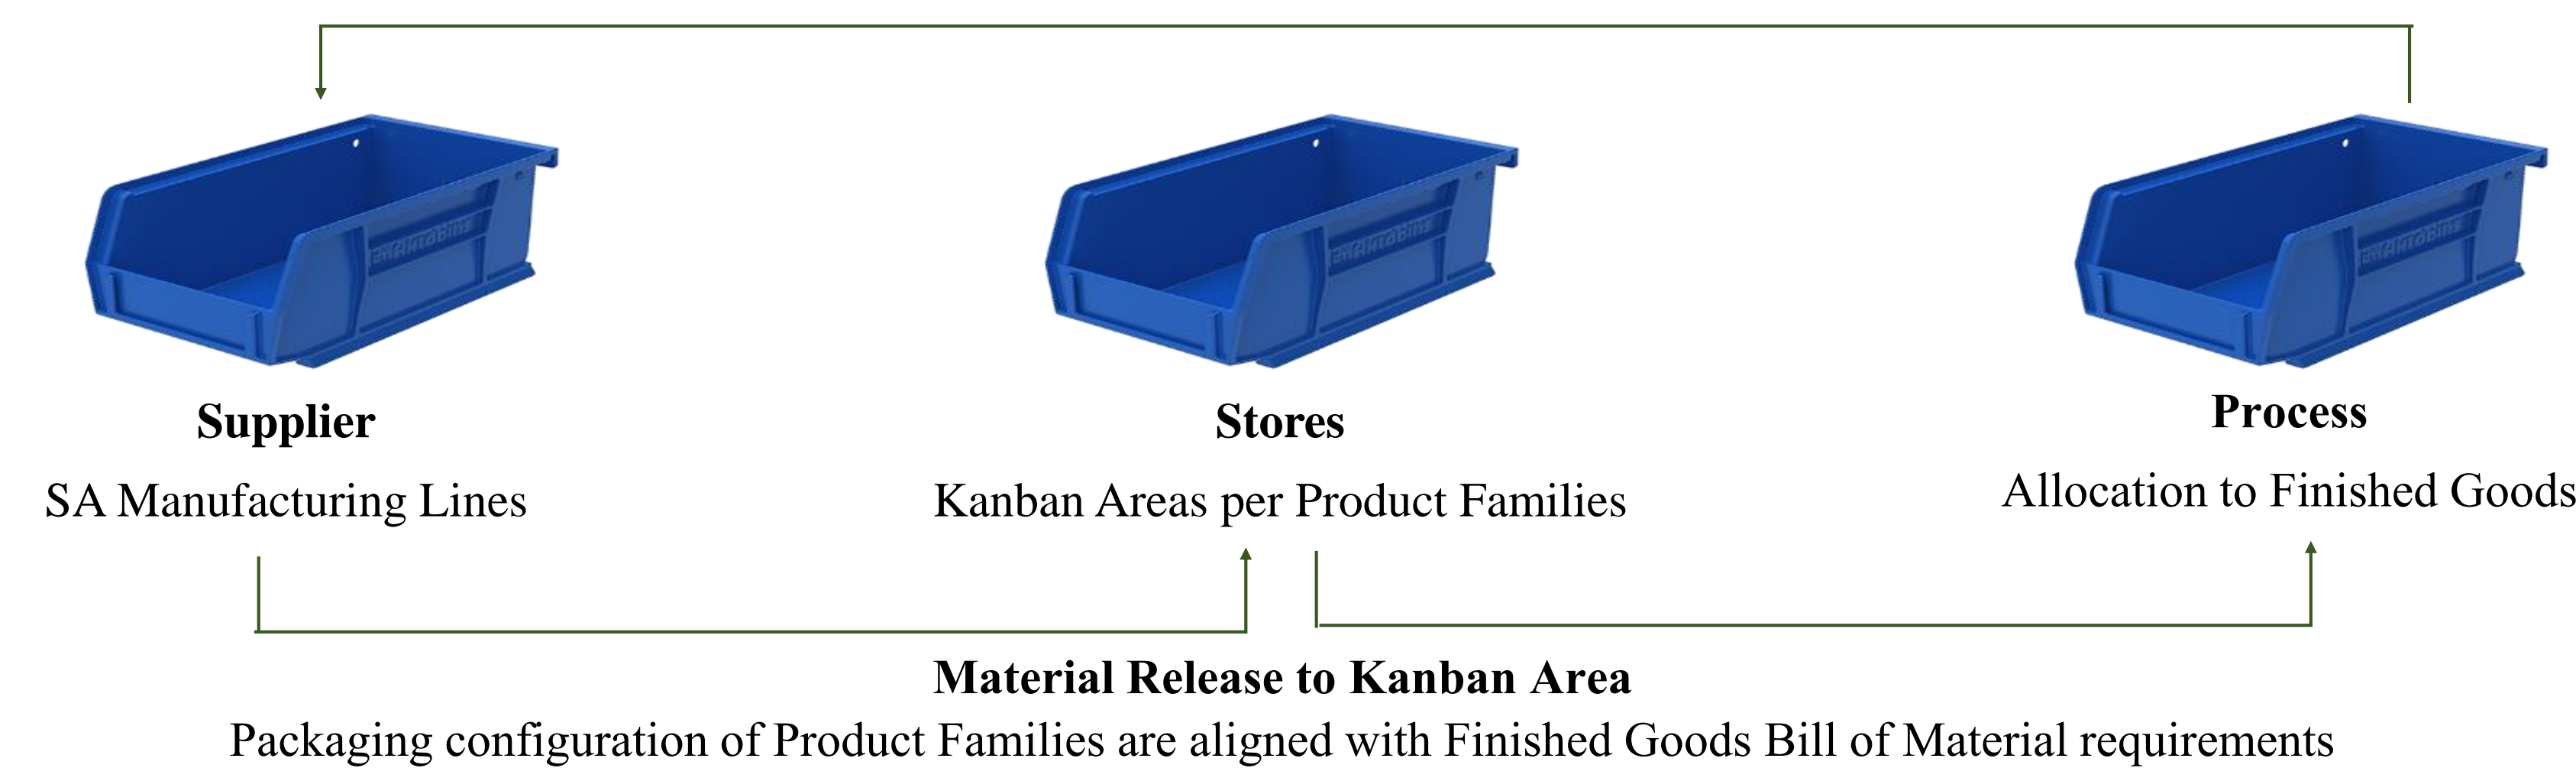 Supplier
SA Manufacturing Lines
Stores
Kanban Areas per Product Families
Process
Allocation to Finished Goods
Material Release to Kanban Area
Packaging configuration of Product Families are aligned with Finished Goods Bill of Material requirements